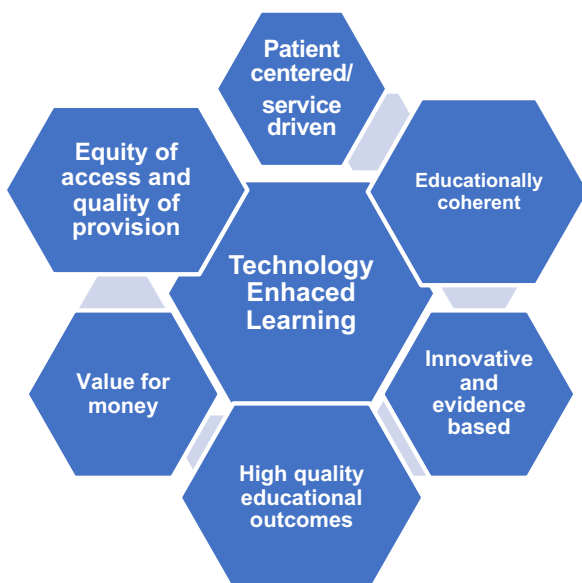 Patient
centered/
service
driven
Equity of
access and
quality of
provision
Educationally
coherent
Technology
Enhaced
Learning
Value for
money
Innovative
and
evidence
based
High quality
educational
outcomes